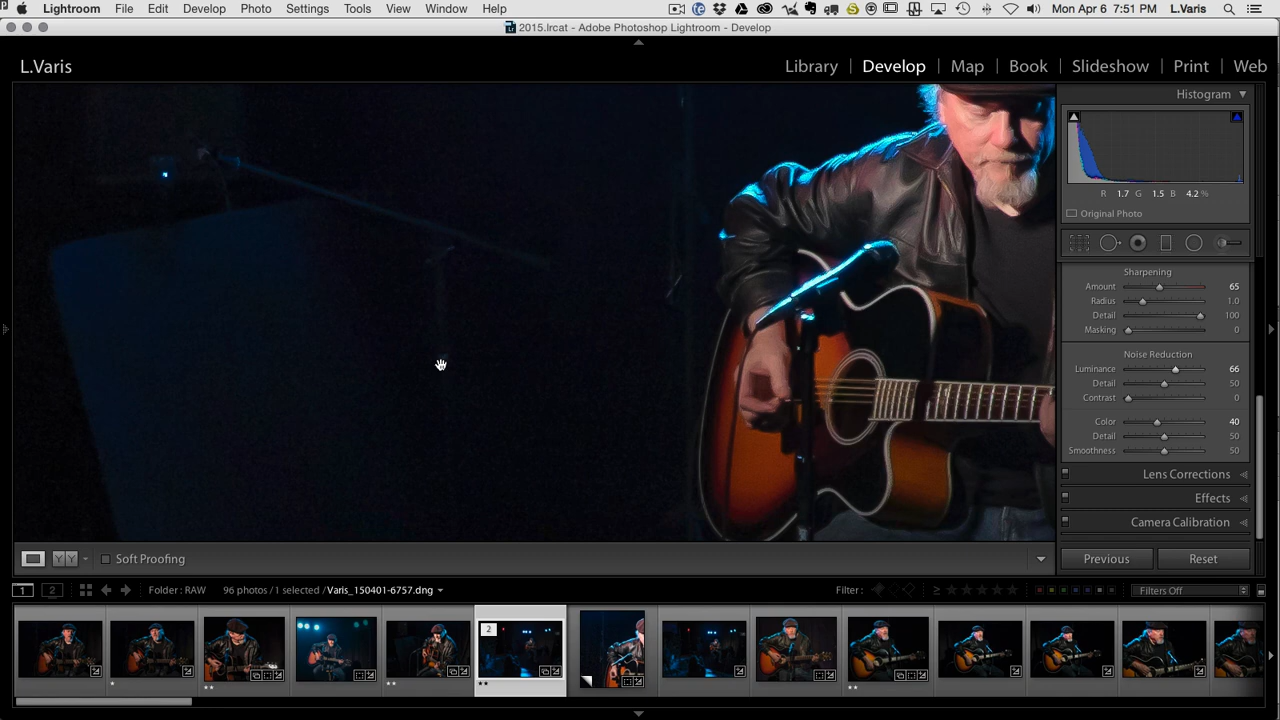 Lightroom File Edit Develop Photo Settings Tools View Window Help Mon Apr 6 7:51 PM L.Varis
2015.lrcat - Adobe Photoshop Lightroom - Develop
L.Varis Library Develop Map Book Slideshow Print Web
Histogram
R 1.7 G 1.5 B 4.2 %
Original Photo
Sharpening
Amount 65
Radius 1.0
Detail 100
Masking 0
Noise Reduction
Luminance 66
Detail 50
Contrast 0
Color 40
Detail 50
Smoothness 50
Lens Corrections
Effects
Camera Calibration
Y Y Soft Proofing Previous Reset
1 2 Folder : RAW 96 photos / 1 selected / Varis_150401-6757.dng Filter : Filters Off
2